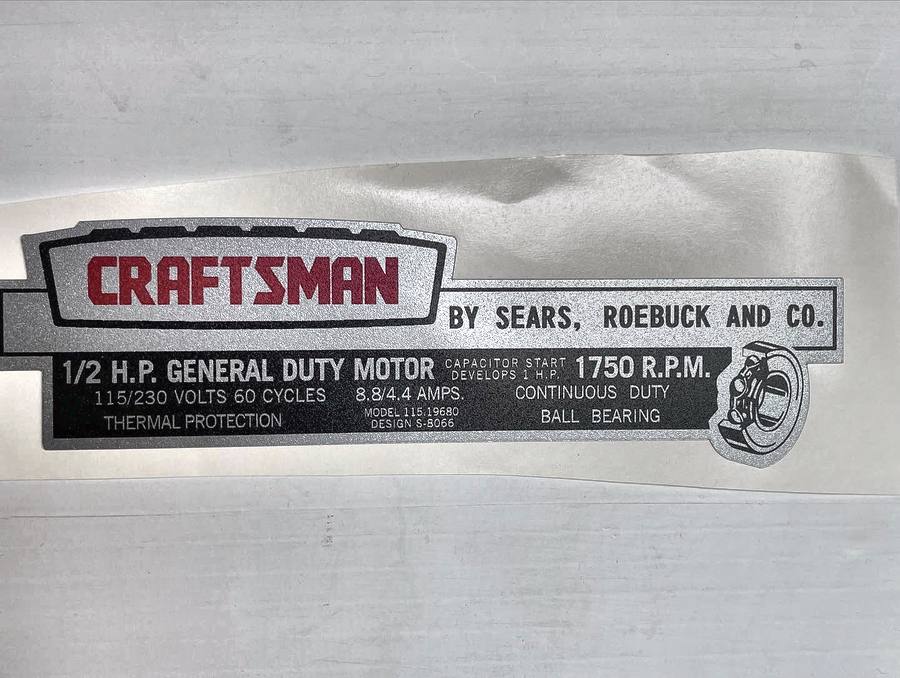 CRAFTSMAN
BY SEARS, ROEBUCK AND CO.
1/2 H.P. GENERAL DUTY MOTOR CAPACITOR START DEVELOPS 1 H.P. 1750 R.P.M.
115/230 VOLTS 60 CYCLES 8.8/4.4 AMPS. CONTINUOUS DUTY
THERMAL PROTECTION MODEL 115.19680 BALL BEARING
DESIGN S-8066